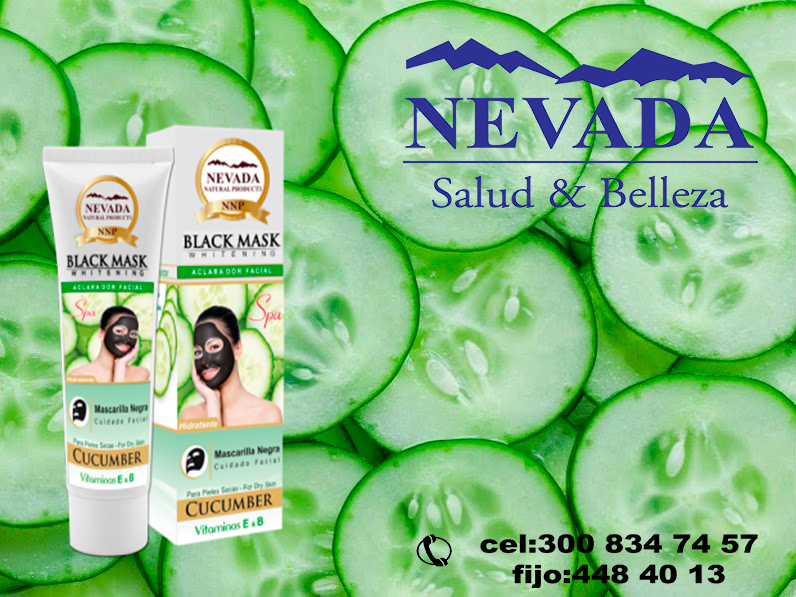 NEVADA
Salud & Belleza
NEVADA
NATURAL PRODUCTS
NNP
BLACK MASK
WHITENING
ACLARADOR FACIAL
Spa
Mascarilla Negra
Cuidado Facial
Para Pieles Secas - For Dry Skin
CUCUMBER
Vitaminas E & B
NEVADA
NATURAL PRODUCTS
NNP
BLACK MASK
WHITENING
ACLARADOR FACIAL
Spa
Hidratante
Mascarilla Negra
Cuidado Facial
Para Pieles Secas - For Dry Skin
CUCUMBER
Vitaminas E & B
cel:300 834 74 57
fijo:448 40 13